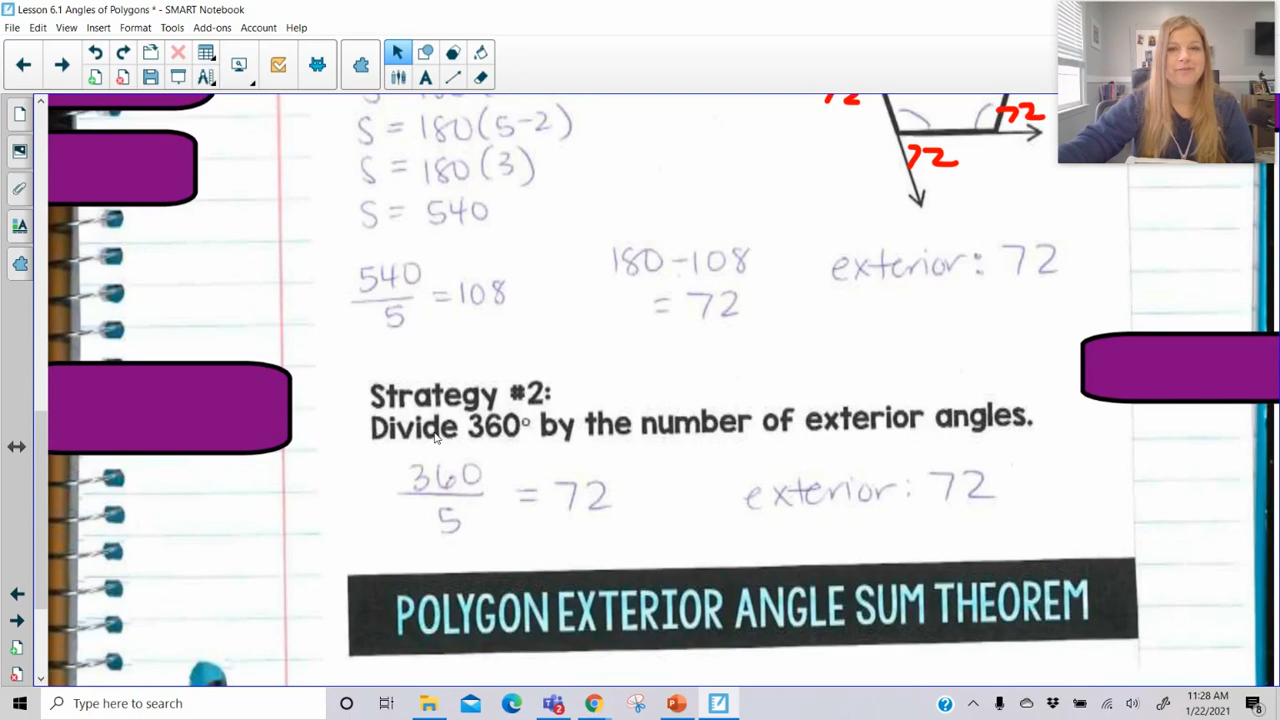 Lesson 6.1 Angles of Polygons * - SMART Notebook
File Edit View Insert Format Tools Add-ons Account Help
72
72
72
S = 180(5-2)
S = 180(3)
S = 540
540
5
=108
180-108
= 72
exterior: 72
Strategy #2:
Divide 360° by the number of exterior angles.
360
5
= 72
exterior: 72
POLYGON EXTERIOR ANGLE SUM THEOREM
Type here to search
2
11:28 AM
1/22/2021
8